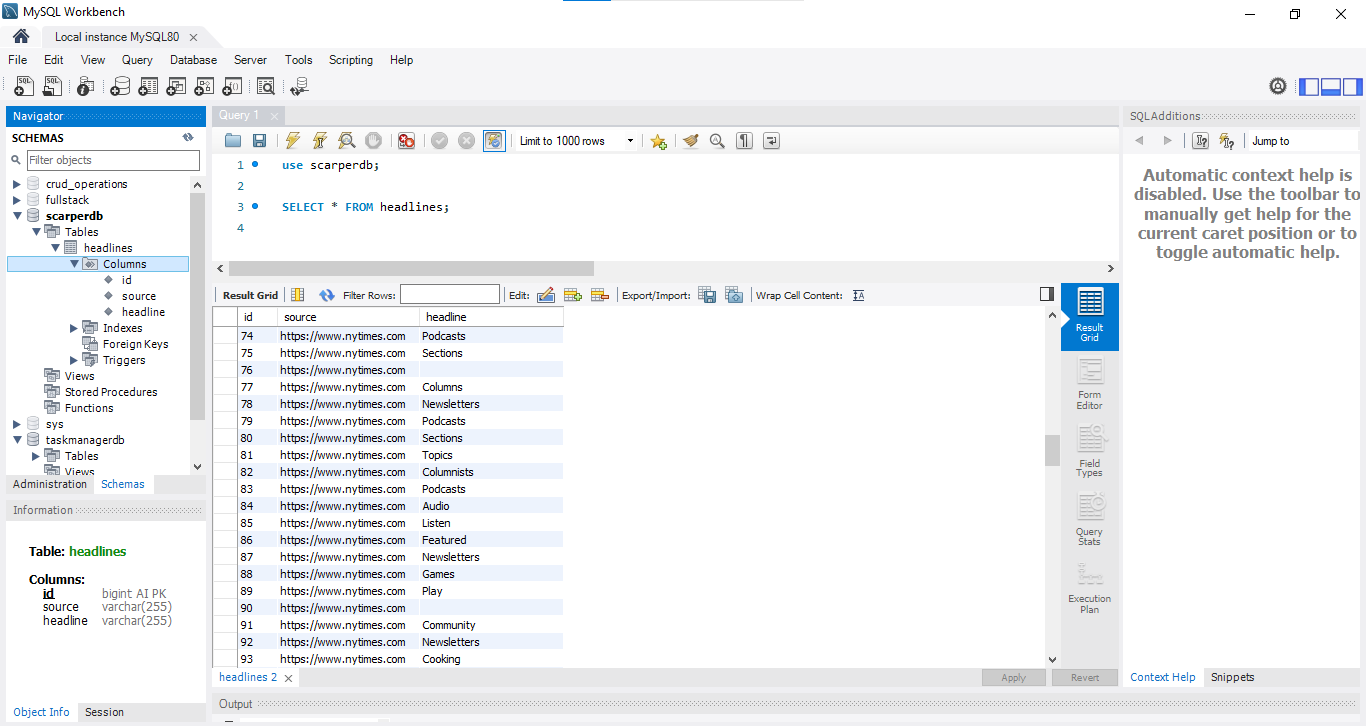 MySQL Workbench
Local instance MySQL80
File Edit View Query Database Server Tools Scripting Help
Navigator
SCHEMAS
Filter objects
crud_operations
fullstack
scarperdb
Tables
headlines
Columns
id
source
headline
Indexes
Foreign Keys
Triggers
Views
Stored Procedures
Functions
sys
taskmanagerdb
Tables
Views
Administration Schemas
Information
Table: headlines
Columns:
id bigint AI PK
source varchar(255)
headline varchar(255)
Object Info Session
Query 1
Limit to 1000 rows
1 use scarperdb;
2
3 SELECT * FROM headlines;
4
Result Grid Filter Rows: Edit: Export/Import: Wrap Cell Content:
id source headline
74 https://www.nytimes.com Podcasts
75 https://www.nytimes.com Sections
76 https://www.nytimes.com
77 https://www.nytimes.com Columns
78 https://www.nytimes.com Newsletters
79 https://www.nytimes.com Podcasts
80 https://www.nytimes.com Sections
81 https://www.nytimes.com Topics
82 https://www.nytimes.com Columnists
83 https://www.nytimes.com Podcasts
84 https://www.nytimes.com Audio
85 https://www.nytimes.com Listen
86 https://www.nytimes.com Featured
87 https://www.nytimes.com Newsletters
88 https://www.nytimes.com Games
89 https://www.nytimes.com Play
90 https://www.nytimes.com
91 https://www.nytimes.com Community
92 https://www.nytimes.com Newsletters
93 https://www.nytimes.com Cooking
Result
Grid
Form
Editor
Field
Types
Query
Stats
Execution
Plan
headlines 2
Apply Revert
Output
SQLAdditions
Jump to
Automatic context help is
disabled. Use the toolbar to
manually get help for the
current caret position or to
toggle automatic help.
Context Help Snippets